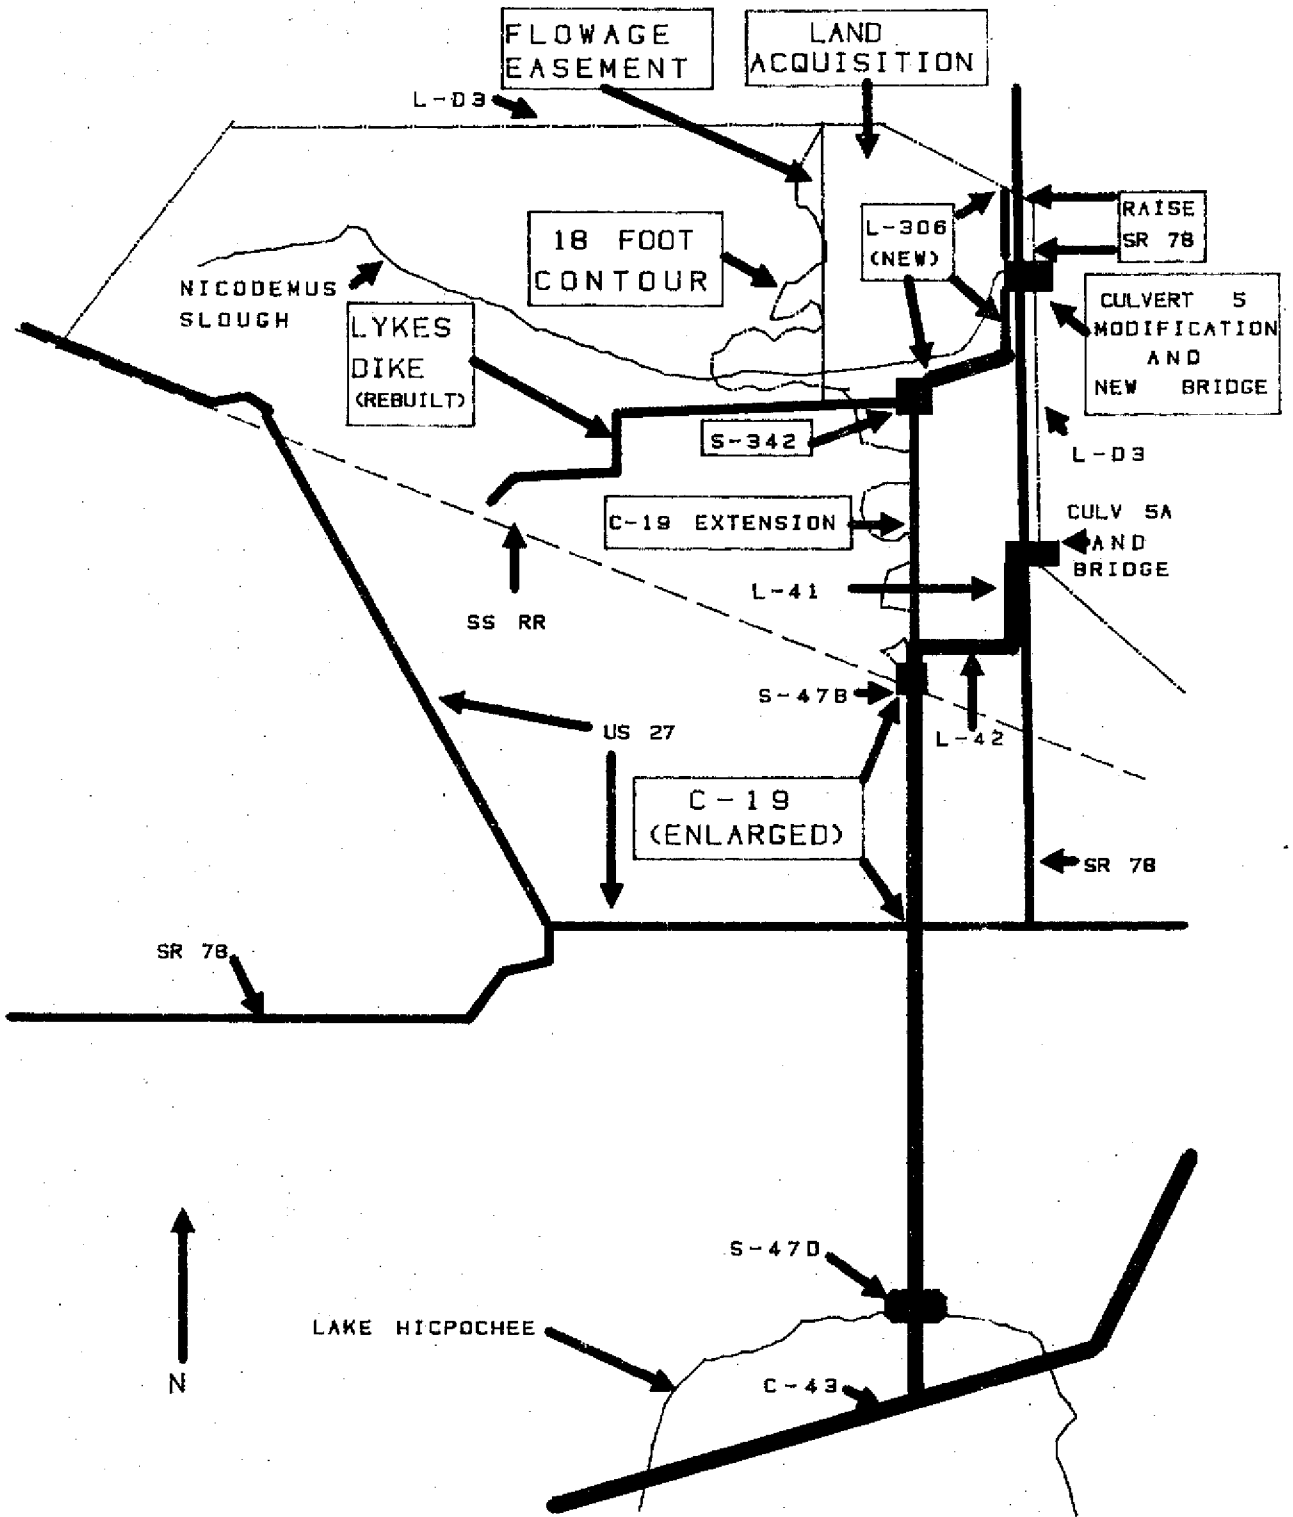 FLOWAGE
EASEMENT
LAND
ACQUISITION
L-D3
RAISE
SR 78
L-306
(NEW)
18 FOOT
CONTOUR
NICODEMUS
SLOUGH
LYKES
DIKE
(REBUILT)
CULVERT 5
MODIFICATION
AND
NEW BRIDGE
S-342
L-D3
C-19 EXTENSION
CULV 5A
AND
BRIDGE
L-41
SS RR
S-47B
US 27
L-42
C-19
(ENLARGED)
SR 78
SR 78
S-47D
LAKE HICPOCHEE
N
C-43